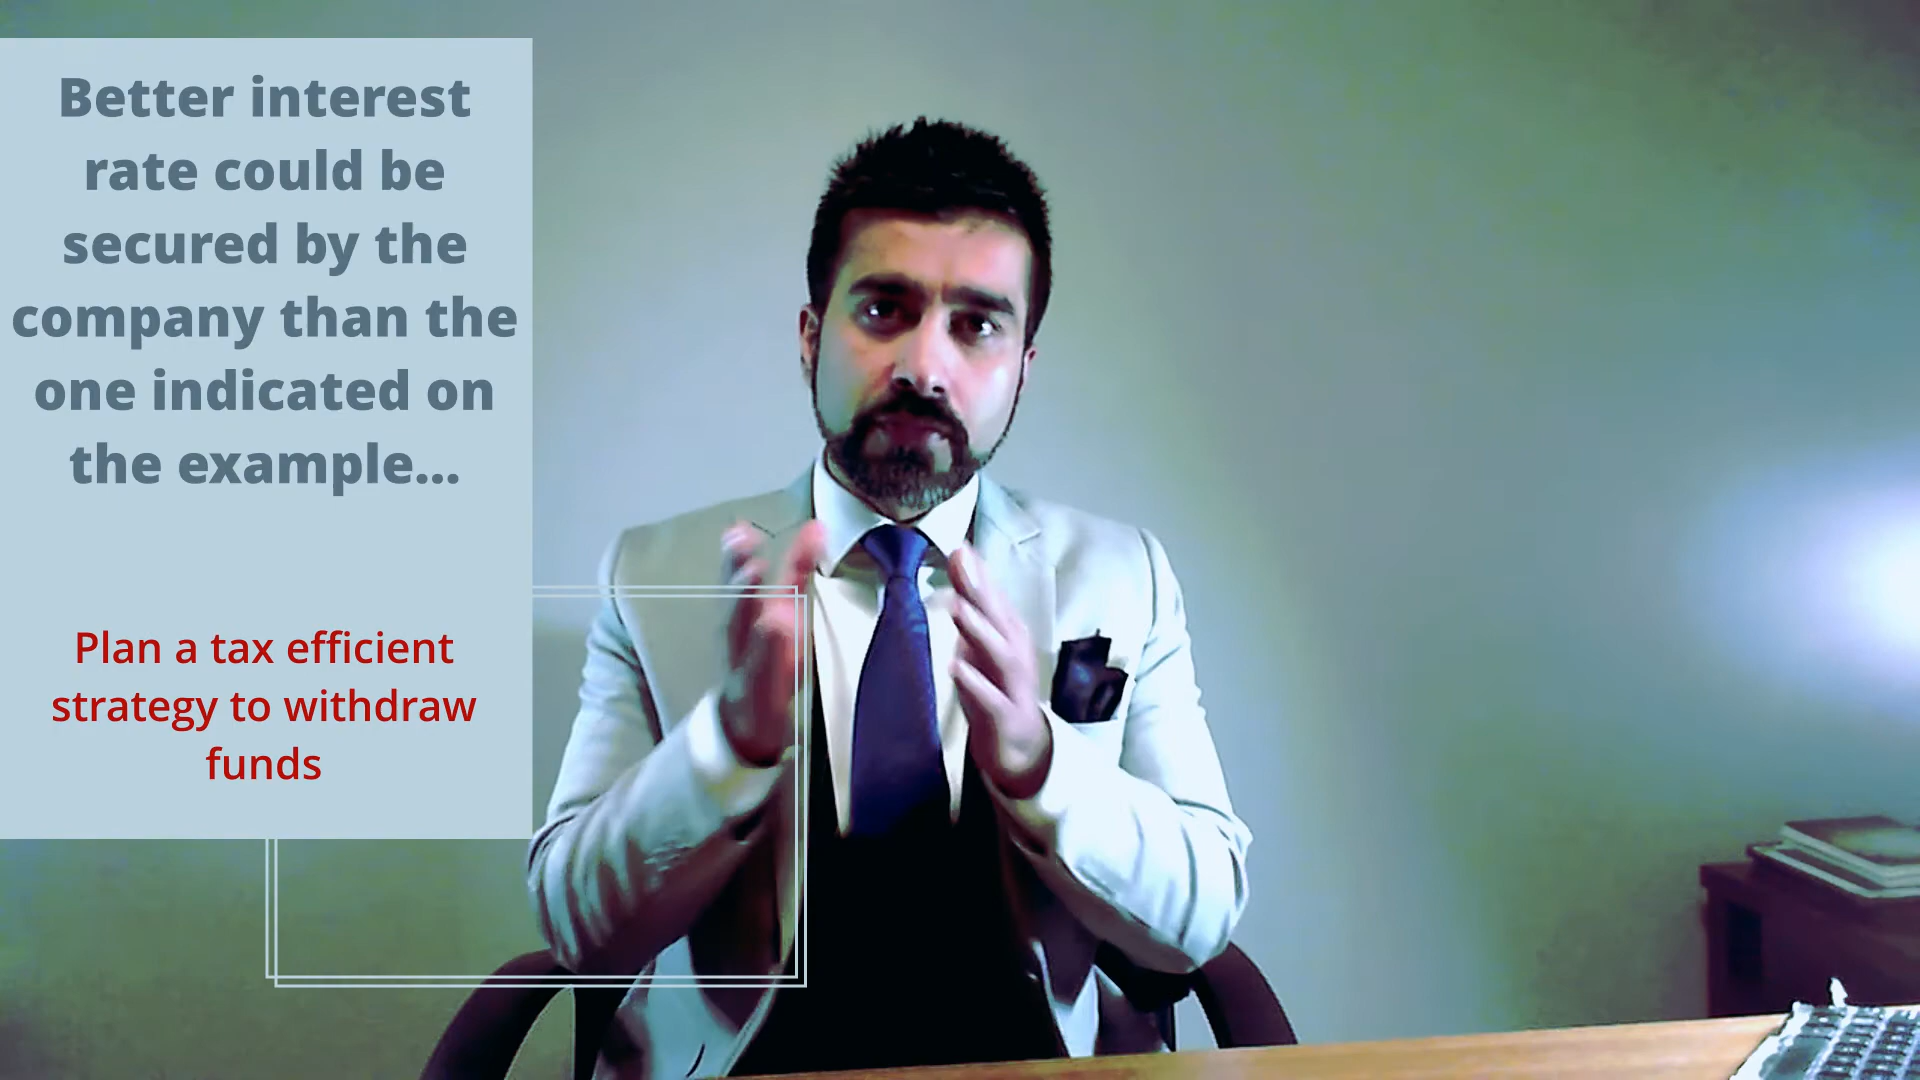 Better interest
rate could be
secured by the
company than the
one indicated on
the example...
Plan a tax efficient
strategy to withdraw
funds